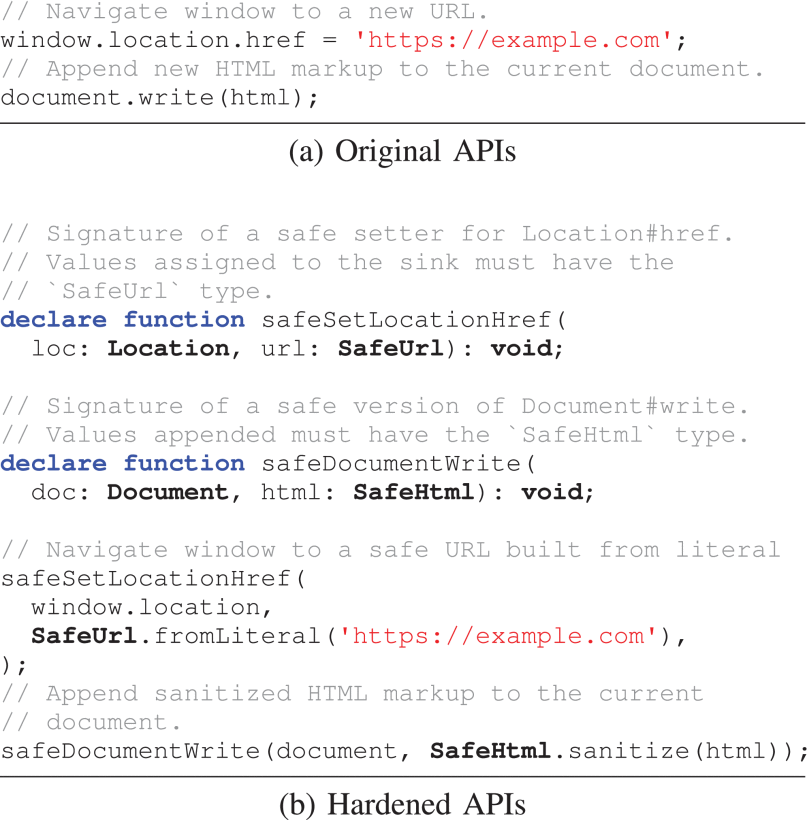 // Navigate window to a new URL.
window.location.href = 'https://example.com';
// Append new HTML markup to the current document.
document.write(html);
(a) Original APIs
// Signature of a safe setter for Location#href.
// Values assigned to the sink must have the
// `SafeUrl` type.
declare function safeSetLocationHref(
  loc: Location, url: SafeUrl): void;
// Signature of a safe version of Document#write.
// Values appended must have the `SafeHtml` type.
declare function safeDocumentWrite(
  doc: Document, html: SafeHtml): void;
// Navigate window to a safe URL built from literal
safeSetLocationHref(
  window.location,
  SafeUrl.fromLiteral('https://example.com'),
);
// Append sanitized HTML markup to the current
// document.
safeDocumentWrite(document, SafeHtml.sanitize(html));
(b) Hardened APIs